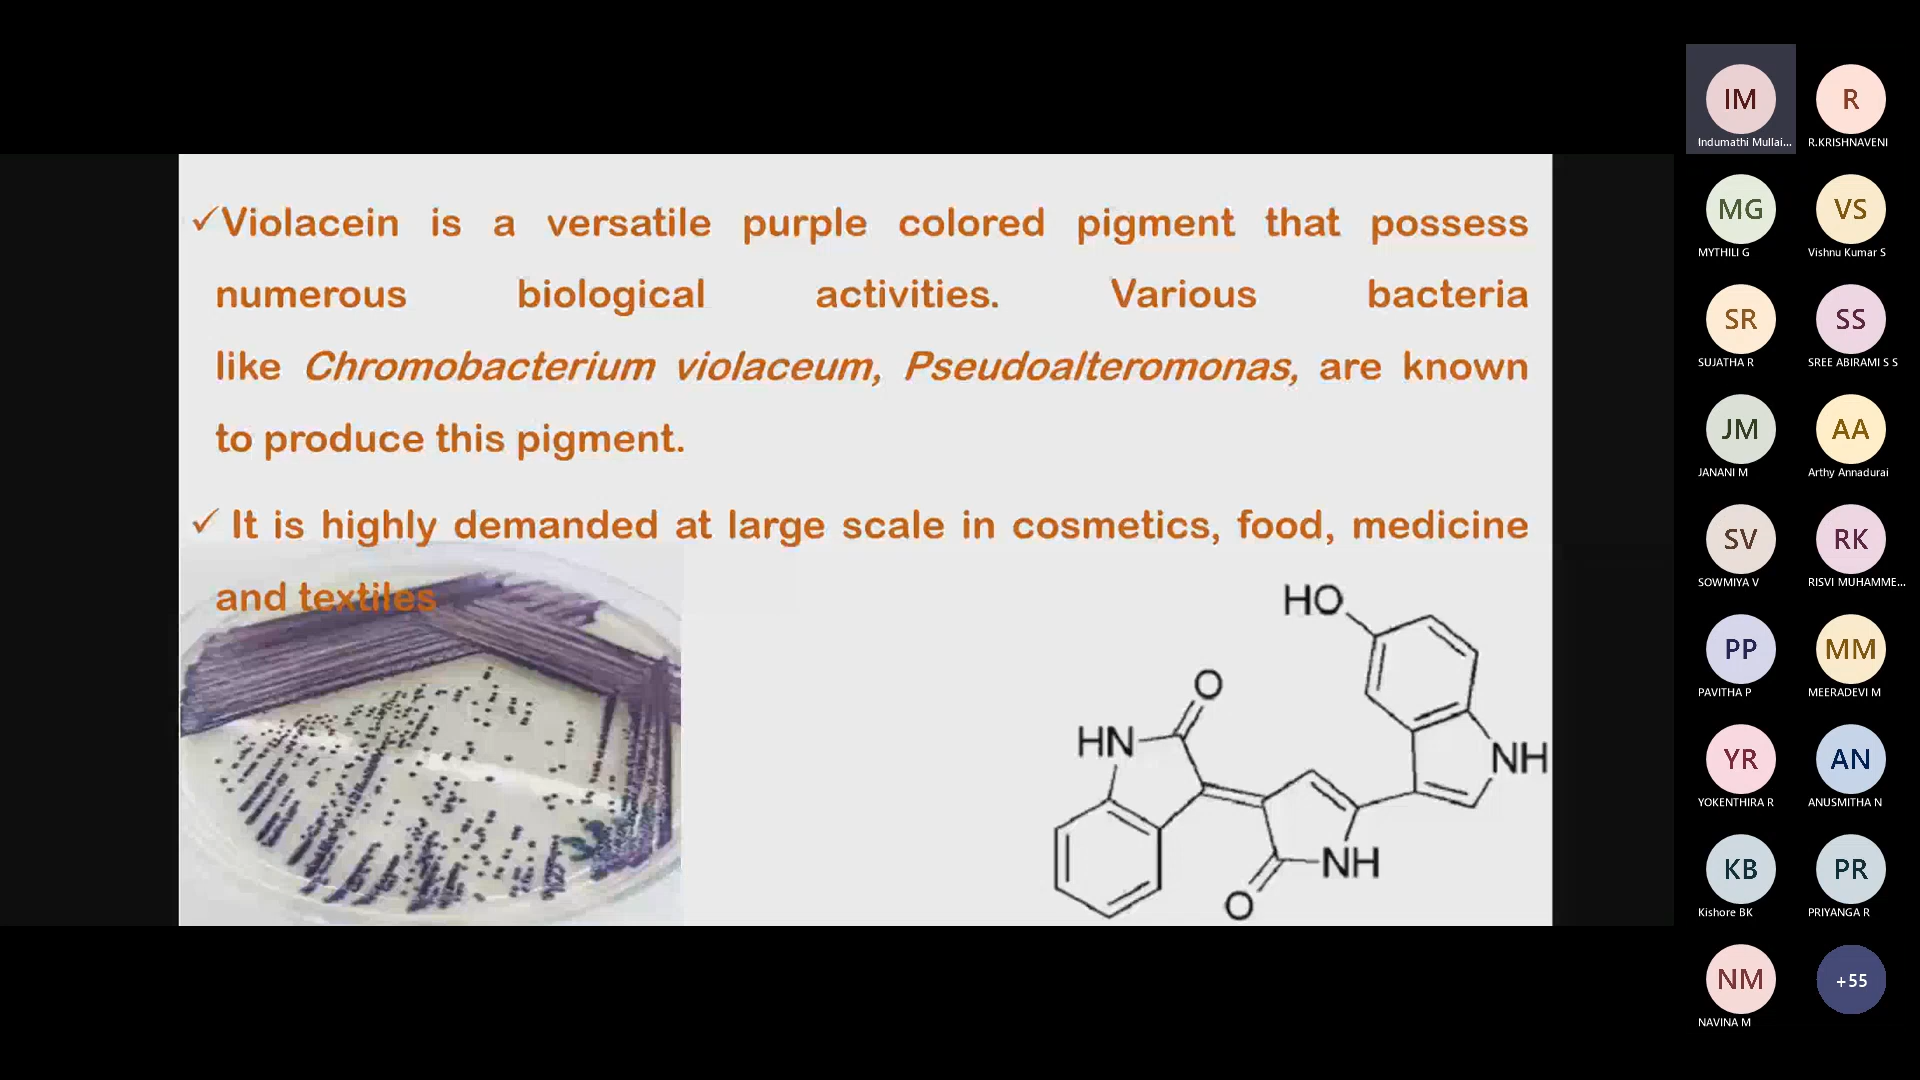 ✓Violacein is a versatile purple colored pigment that possess
numerous biological activities. Various bacteria
like Chromobacterium violaceum, Pseudoalteromonas, are known
to produce this pigment.
✓ It is highly demanded at large scale in cosmetics, food, medicine
and textiles
HO
O
HN
NH
NH
O
IM
Indumathi Mullai...
R
R.KRISHNAVENI
MG
MYTHILI G
VS
Vishnu Kumar S
SR
SUJATHA R
SS
SREE ABIRAMI S S
JM
JANANI M
AA
Arthy Annadurai
SV
SOWMIYA V
RK
RISVI MUHAMME...
PP
PAVITHA P
MM
MEERADEVI M
YR
YOKENTHIRA R
AN
ANUSMITHA N
KB
Kishore BK
PR
PRIYANGA R
NM
NAVINA M
+55